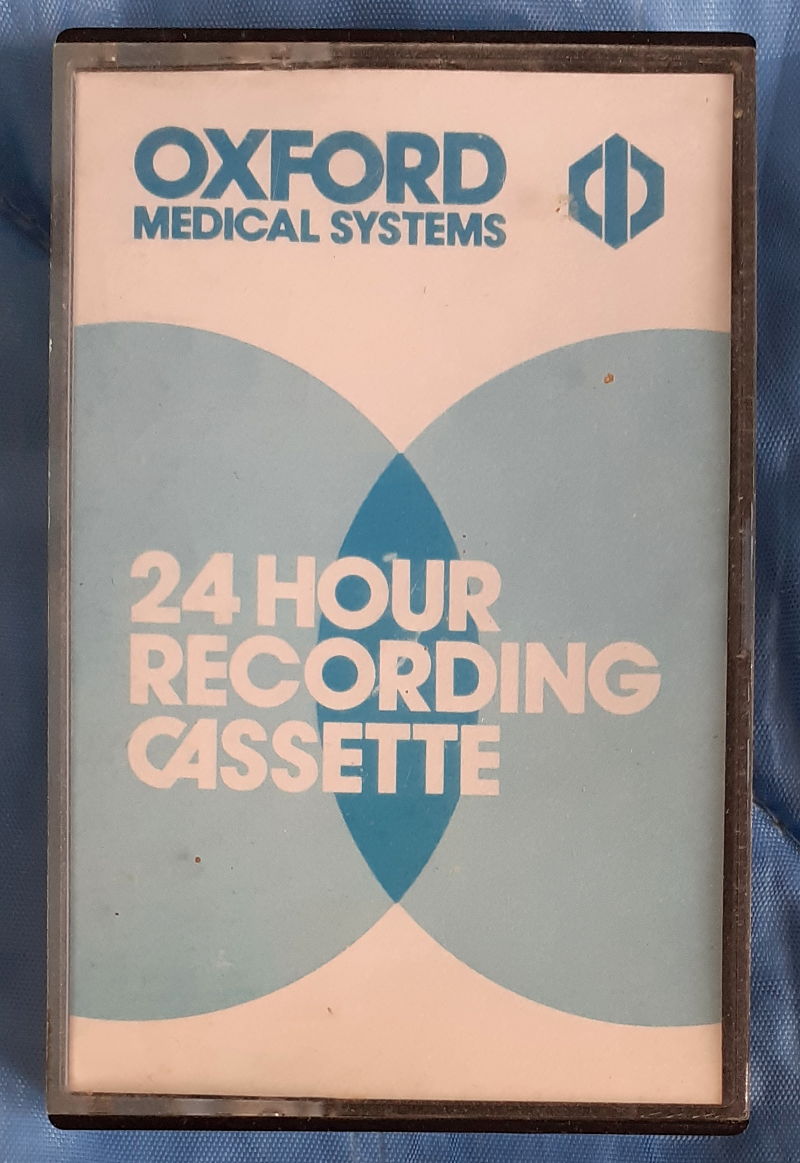 OXFORD
MEDICAL SYSTEMS
24 HOUR
RECORDING
CASSETTE